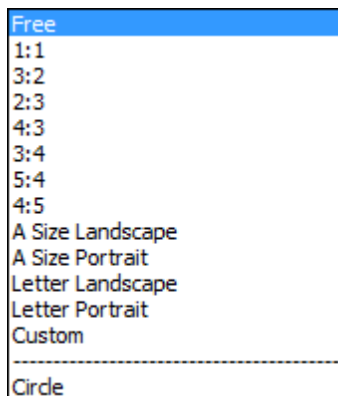 Free
1:1
3:2
2:3
4:3
3:4
5:4
4:5
A Size Landscape
A Size Portrait
Letter Landscape
Letter Portrait
Custom
----------------------------------------
Circle